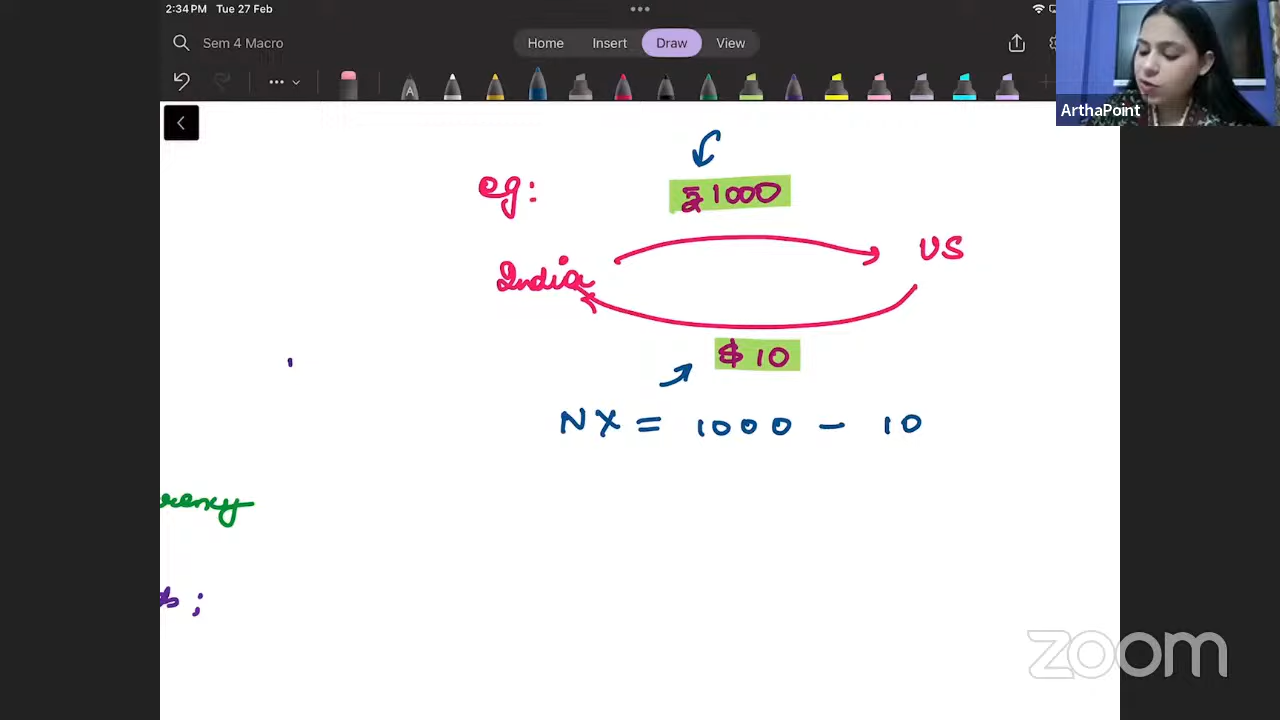 2:34 PM Tue 27 Feb
Sem 4 Macro
Home Insert Draw View
A
ArthaPoint
eg:
₹ 1000
India
US
$ 10
NX = 1000 - 10
;
zoom